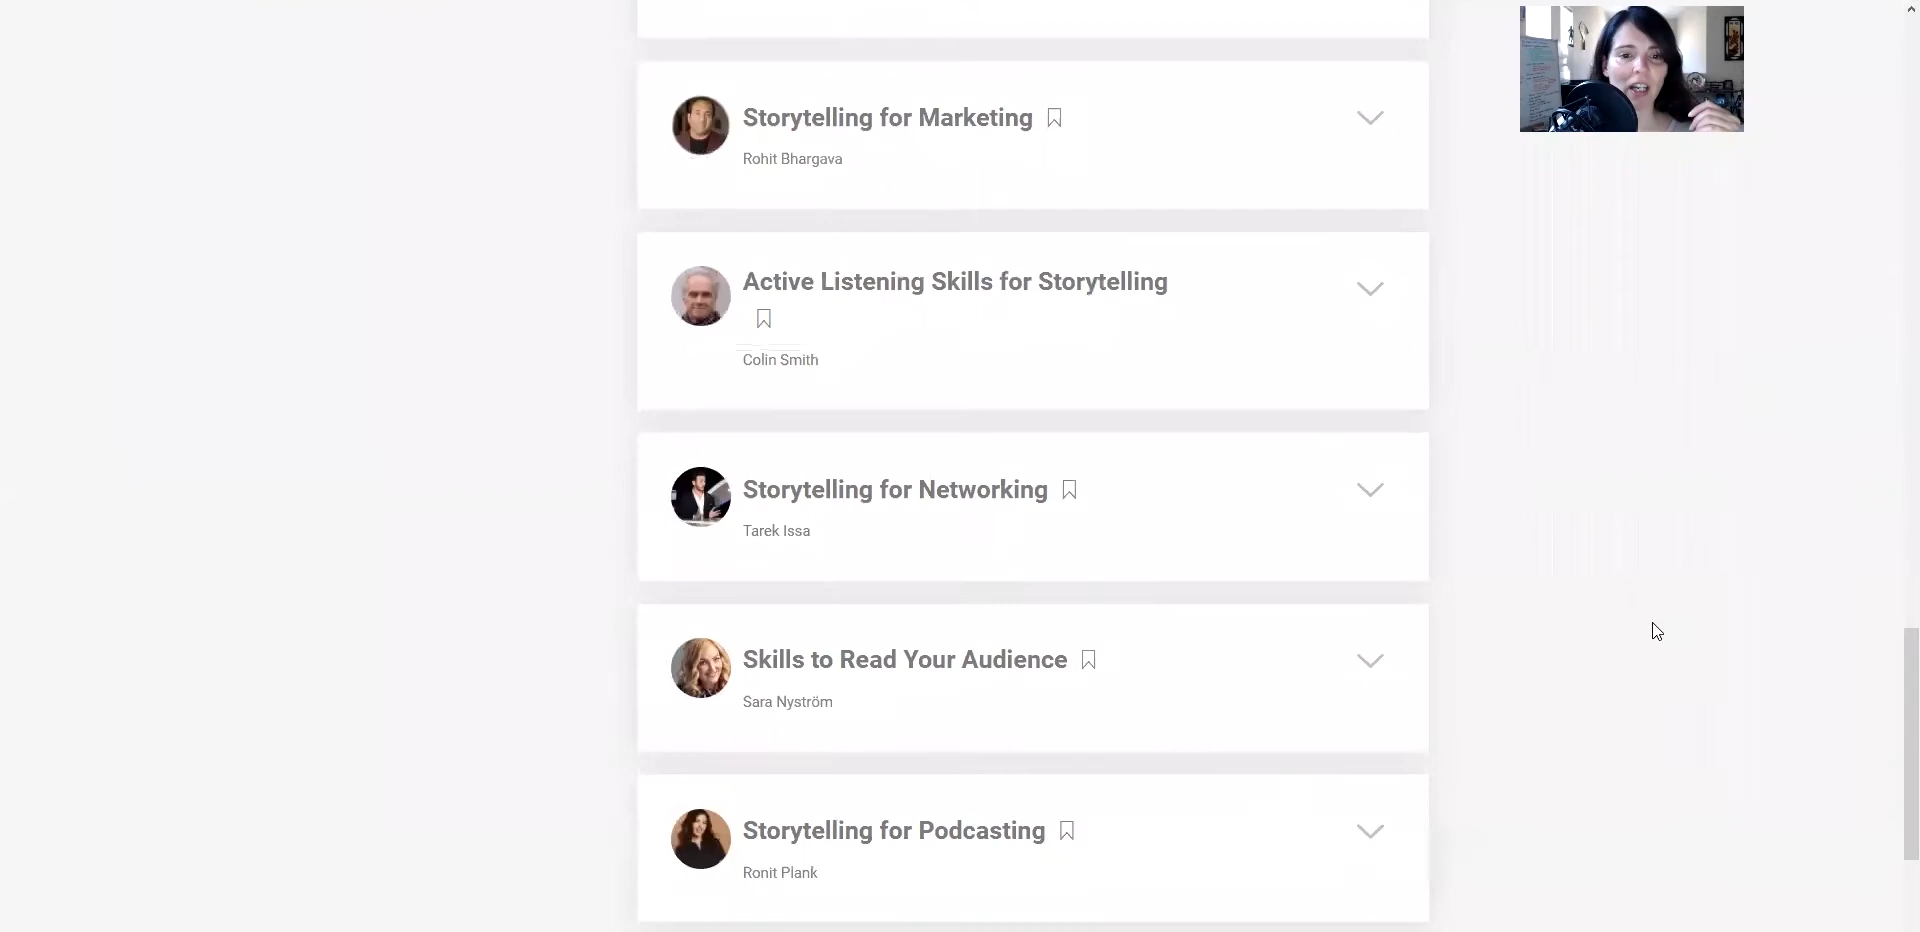 Storytelling for Marketing
Rohit Bhargava
Active Listening Skills for Storytelling
Colin Smith
Storytelling for Networking
Tarek Issa
Skills to Read Your Audience
Sara Nyström
Storytelling for Podcasting
Ronit Plank